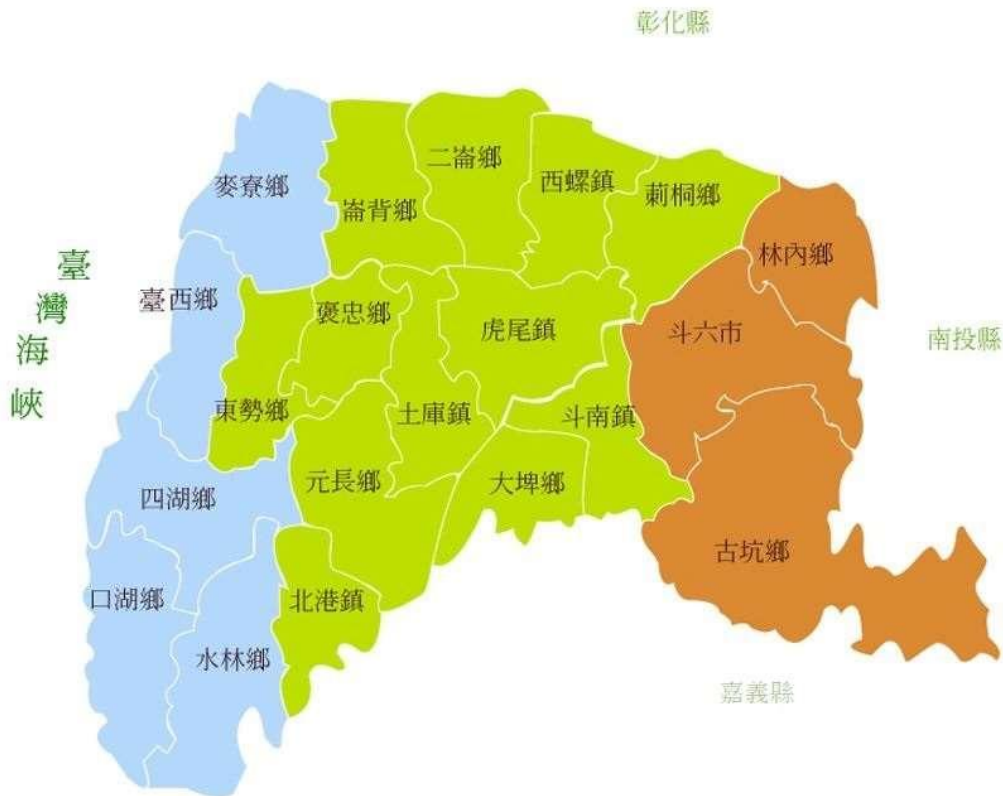 彰化縣
二崙鄉
西螺鎮
麥寮鄉
崙背鄉
莿桐鄉
林內鄉
臺灣海峽
臺西鄉
褒忠鄉
虎尾鎮
斗六市
南投縣
東勢鄉
土庫鎮
斗南鎮
四湖鄉
元長鄉
大埤鄉
古坑鄉
口湖鄉
北港鎮
水林鄉
嘉義縣